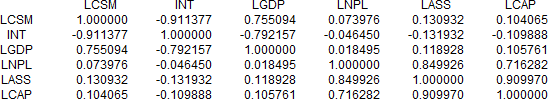 LCSM INT LGDP LNPL LASS LCAP
LCSM 1.000000 -0.911377 0.755094 0.073976 0.130932 0.104065
INT -0.911377 1.000000 -0.792157 -0.046450 -0.131932 -0.109888
LGDP 0.755094 -0.792157 1.000000 0.018495 0.118928 0.105761
LNPL 0.073976 -0.046450 0.018495 1.000000 0.849926 0.716282
LASS 0.130932 -0.131932 0.118928 0.849926 1.000000 0.909970
LCAP 0.104065 -0.109888 0.105761 0.716282 0.909970 1.000000